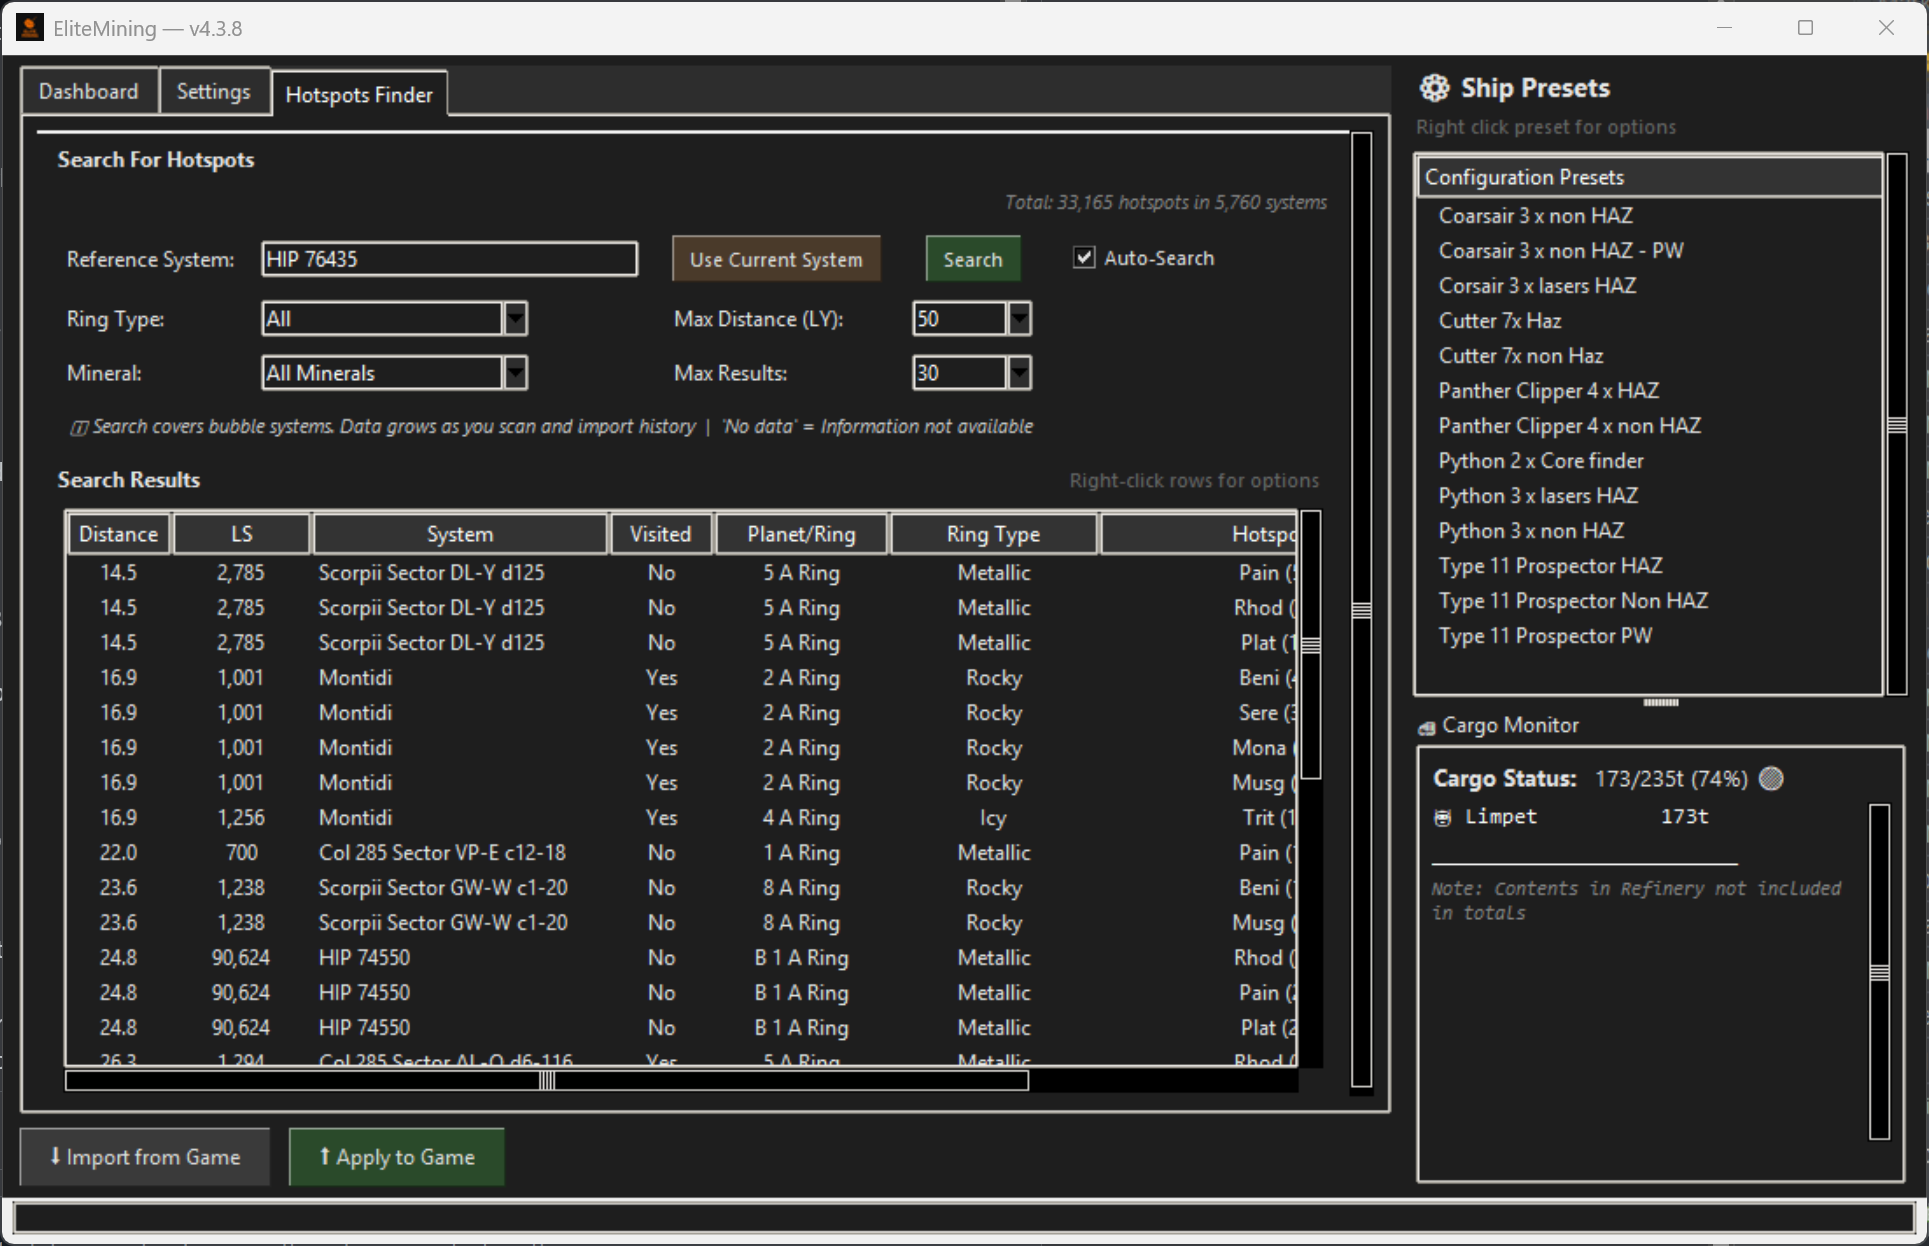 EliteMining — v4.3.8
Dashboard Settings Hotspots Finder
Search For Hotspots
Total: 33,165 hotspots in 5,760 systems
Reference System: HIP 76435 Use Current System Search Auto-Search
Ring Type: All Max Distance (LY): 50
Mineral: All Minerals Max Results: 30
Search covers bubble systems. Data grows as you scan and import history | 'No data' = Information not available
Search Results Right-click rows for options
Distance LS System Visited Planet/Ring Ring Type Hotspo
14.5 2,785 Scorpii Sector DL-Y d125 No 5 A Ring Metallic Pain (
14.5 2,785 Scorpii Sector DL-Y d125 No 5 A Ring Metallic Rhod (
14.5 2,785 Scorpii Sector DL-Y d125 No 5 A Ring Metallic Plat (1
16.9 1,001 Montidi Yes 2 A Ring Rocky Beni (
16.9 1,001 Montidi Yes 2 A Ring Rocky Sere (3
16.9 1,001 Montidi Yes 2 A Ring Rocky Mona (
16.9 1,001 Montidi Yes 2 A Ring Rocky Musg (
16.9 1,256 Montidi Yes 4 A Ring Icy Trit (1
22.0 700 Col 285 Sector VP-E c12-18 No 1 A Ring Metallic Pain (
23.6 1,238 Scorpii Sector GW-W c1-20 No 8 A Ring Rocky Beni (
23.6 1,238 Scorpii Sector GW-W c1-20 No 8 A Ring Rocky Musg (
24.8 90,624 HIP 74550 No B 1 A Ring Metallic Rhod (
24.8 90,624 HIP 74550 No B 1 A Ring Metallic Pain (2
24.8 90,624 HIP 74550 No B 1 A Ring Metallic Plat (2
26.3 1,294 Col 285 Sector AL-O d6-116 Yes 5 A Ring Metallic Rhod (
Import from Game Apply to Game
Ship Presets
Right click preset for options
Configuration Presets
Coarsair 3 x non HAZ
Coarsair 3 x non HAZ - PW
Corsair 3 x lasers HAZ
Cutter 7x Haz
Cutter 7x non Haz
Panther Clipper 4 x HAZ
Panther Clipper 4 x non HAZ
Python 2 x Core finder
Python 3 x lasers HAZ
Python 3 x non HAZ
Type 11 Prospector HAZ
Type 11 Prospector Non HAZ
Type 11 Prospector PW
Cargo Monitor
Cargo Status: 173/235t (74%)
Limpet 173t
Note: Contents in Refinery not included
in totals